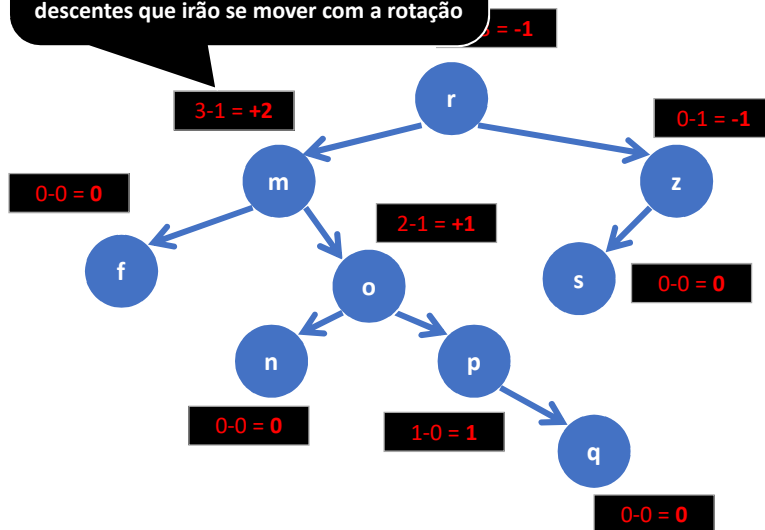 descentes que irão se mover com a rotação
= -1
r
3-1 = +2
0-1 = -1
m
z
0-0 = 0
2-1 = +1
f
o
s
0-0 = 0
n
p
0-0 = 0
1-0 = 1
q
0-0 = 0